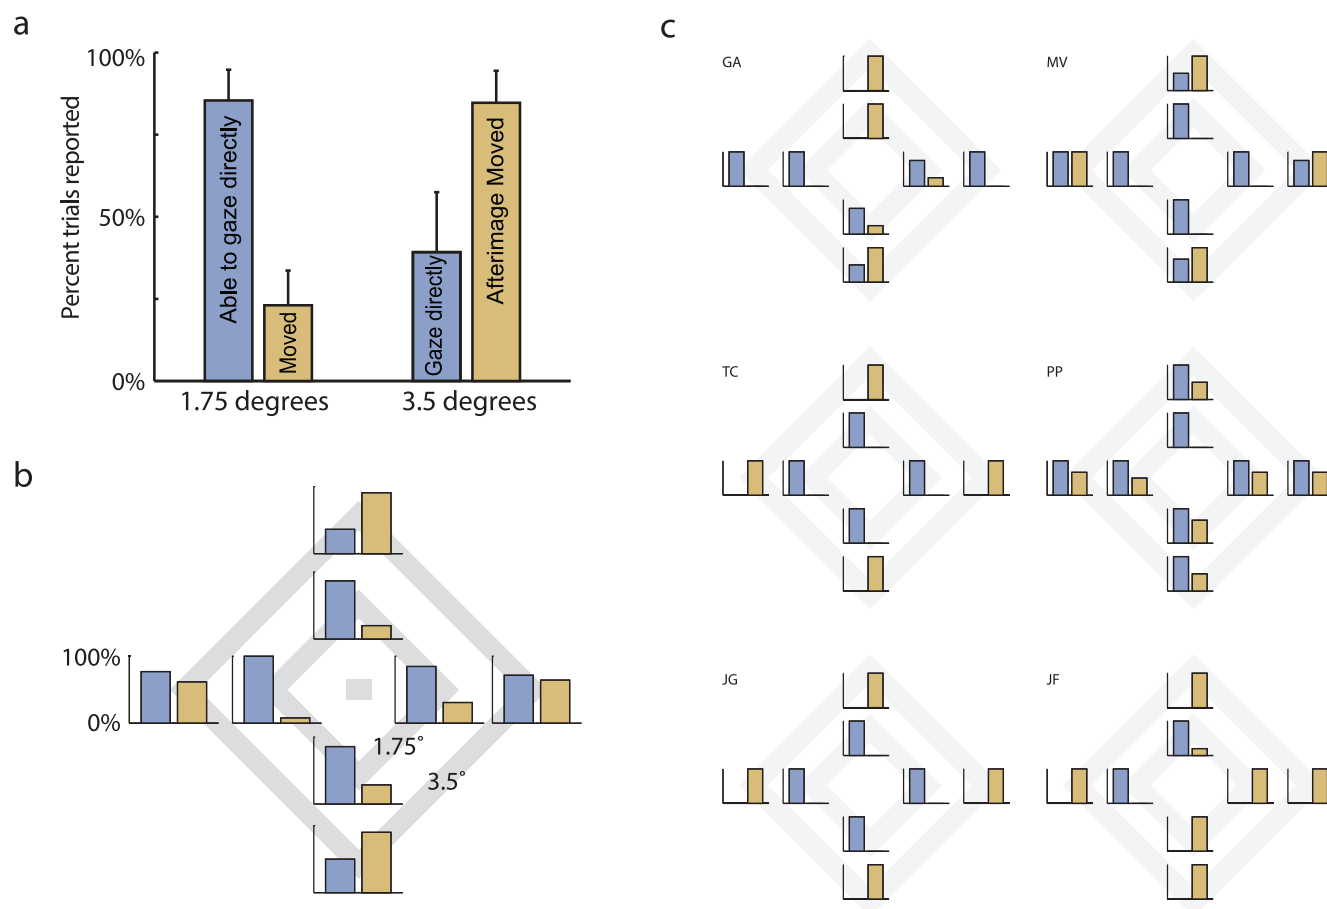 a
100%
50%
0%
Percent trials reported
Able to gaze directly
Moved
Gaze directly
Afterimage Moved
1.75 degrees
3.5 degrees
b
100%
0%
1.75°
3.5°
c
GA
MV
TC
PP
JG
JF